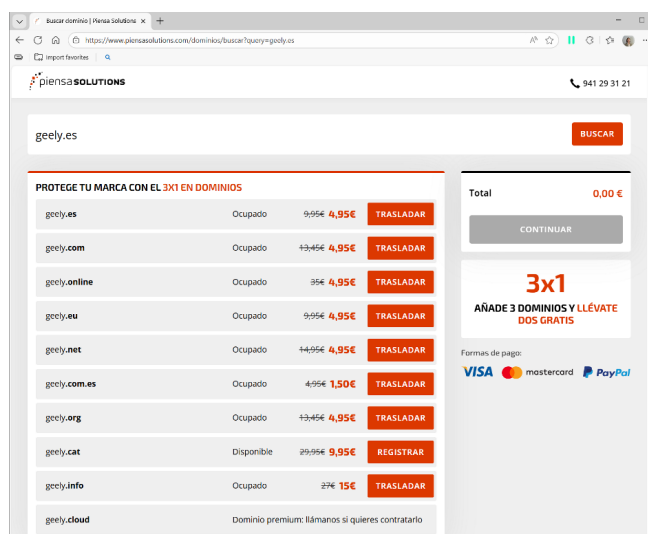 Buscar dominio | Piensa Solutions
https://www.piensasolutions.com/dominios/buscar?query=geely.es
Import favorites
piensa SOLUTIONS
941 29 31 21
geely.es
BUSCAR
PROTEGE TU MARCA CON EL 3X1 EN DOMINIOS
geely.es Ocupado 9,95€ 4,95€ TRASLADAR
geely.com Ocupado 13,45€ 4,95€ TRASLADAR
geely.online Ocupado 35€ 4,95€ TRASLADAR
geely.eu Ocupado 9,95€ 4,95€ TRASLADAR
geely.net Ocupado 14,95€ 4,95€ TRASLADAR
geely.com.es Ocupado 4,95€ 1,50€ TRASLADAR
geely.org Ocupado 13,45€ 4,95€ TRASLADAR
geely.cat Disponible 29,95€ 9,95€ REGISTRAR
geely.info Ocupado 27€ 15€ TRASLADAR
geely.cloud Dominio premium: llámanos si quieres contratarlo
Total 0,00 €
CONTINUAR
3x1
AÑADE 3 DOMINIOS Y LLÉVATE
DOS GRATIS
Formas de pago:
VISA mastercard PayPal